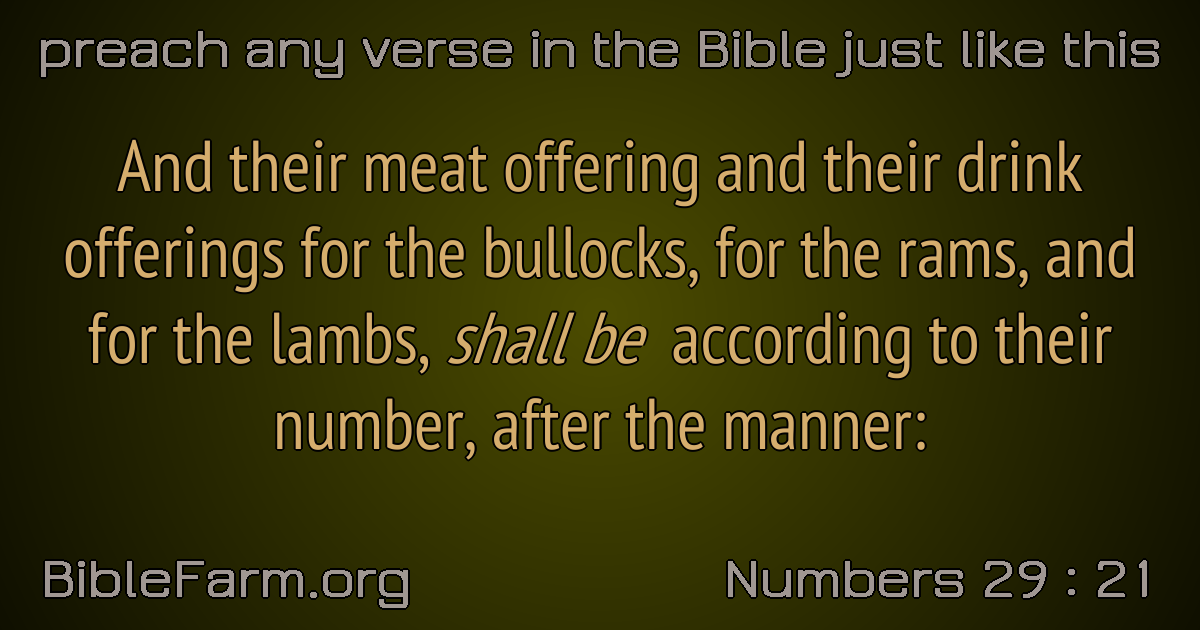 preach any verse in the Bible just like this
And their meat offering and their drink
offerings for the bullocks, for the rams, and
for the lambs, shall be according to their
number, after the manner:
BibleFarm.org
Numbers 29 : 21